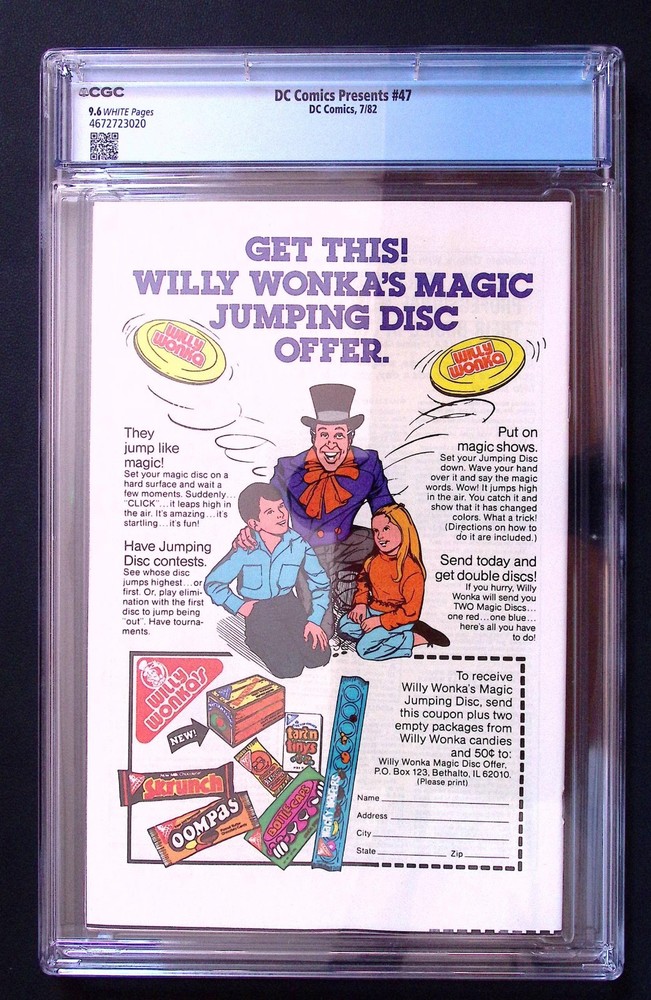 CGC
9.6 WHITE Pages
4672723020
DC Comics Presents #47
DC Comics, 7/82
GET THIS!
WILLY WONKA'S MAGIC
JUMPING DISC
OFFER.
WILLY
WONKA
WILLY
WONKA
They
jump like
magic!
Set your magic disc on a
hard surface and wait a
few moments. Suddenly...
"CLICK"...it leaps high in
the air. It's amazing...it's
startling...it's fun!
Have Jumping
Disc contests.
See whose disc
jumps highest...or
first. Or, play elimi-
nation with the first
disc to jump being
"out". Have tourna-
ments.
Put on
magic shows.
Set your Jumping Disc
down. Wave your hand
over it and say the magic
words. Wow! It jumps high
in the air. You catch it and
show that it has changed
colors. What a trick!
(Directions on how to
do it are included.)
Send today and
get double discs!
If you hurry, Willy
Wonka will send you
TWO Magic Discs...
one red...one blue...
here's all you have
to do!
WILLY
WONKA'S
NEW!
tart n
tinys
Skrunch
OOMPAS
BOTTLE CAPS
WACKY WAFERS
To receive
Willy Wonka's Magic
Jumping Disc, send
this coupon plus two
empty packages from
Willy Wonka candies
and 50¢ to:
Willy Wonka Magic Disc Offer,
P.O. Box 123, Bethalto, IL 62010.
(Please print)
Name
Address
City
State Zip